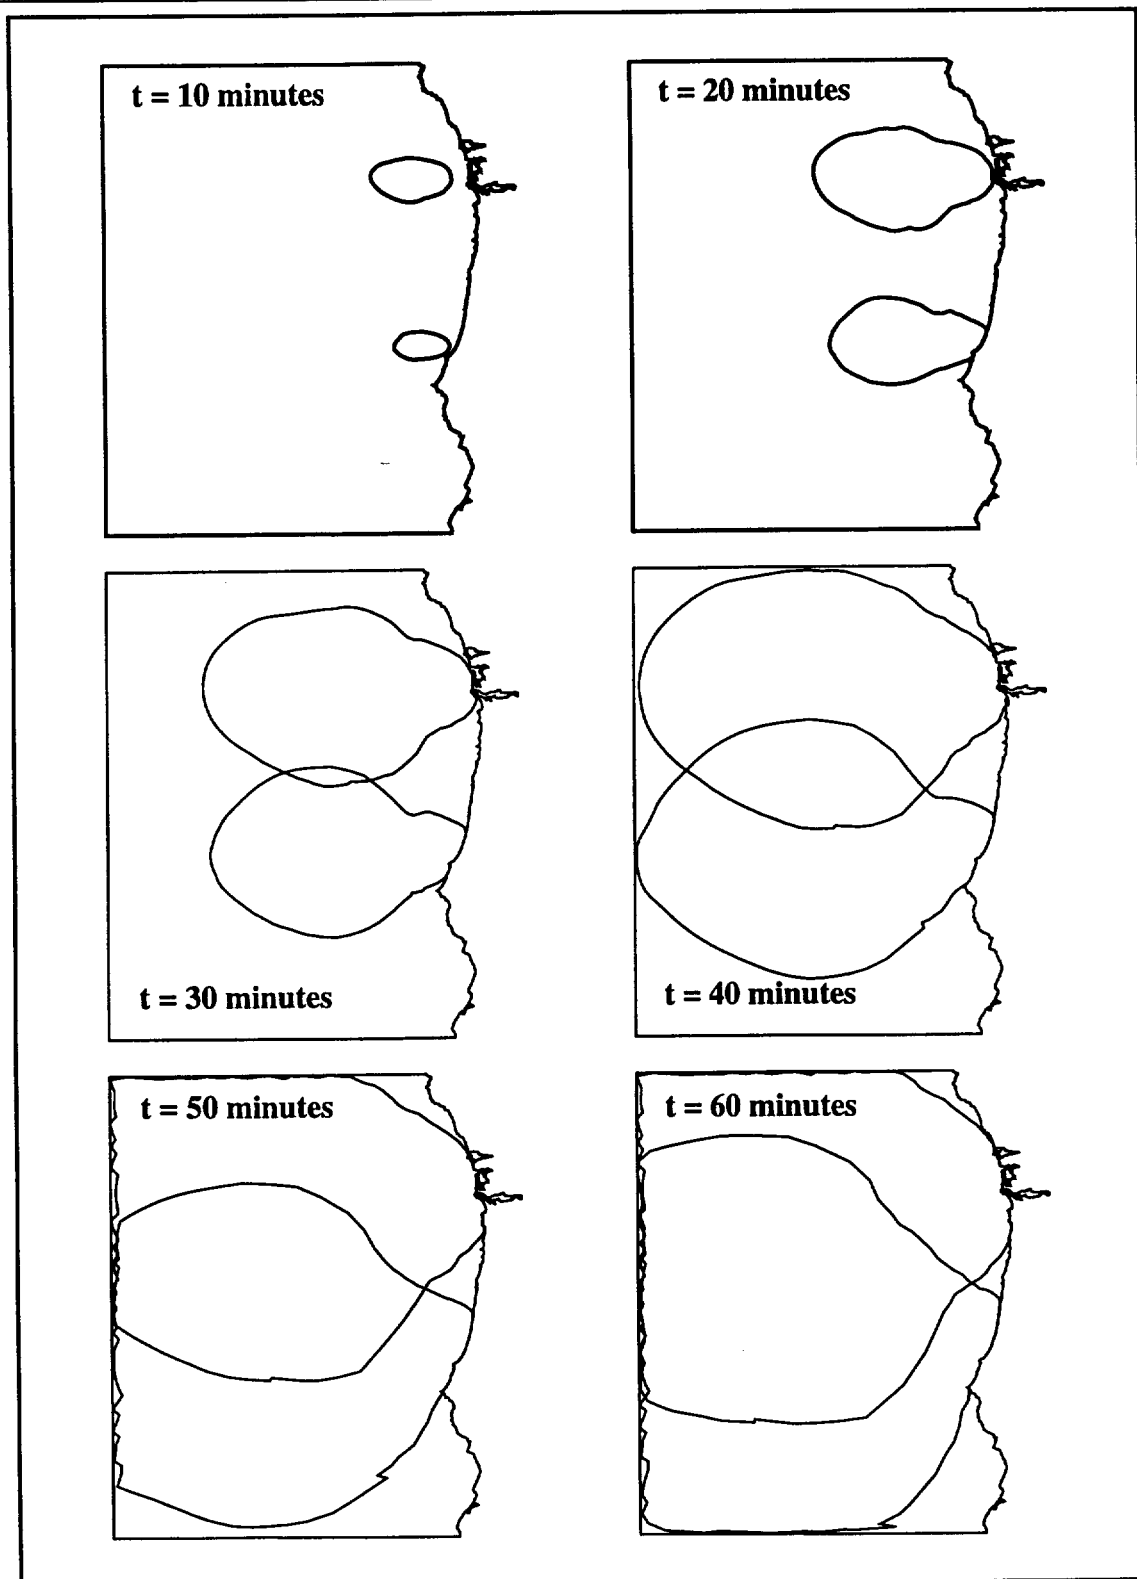 t = 10 minutes
t = 20 minutes
t = 30 minutes
t = 40 minutes
t = 50 minutes
t = 60 minutes